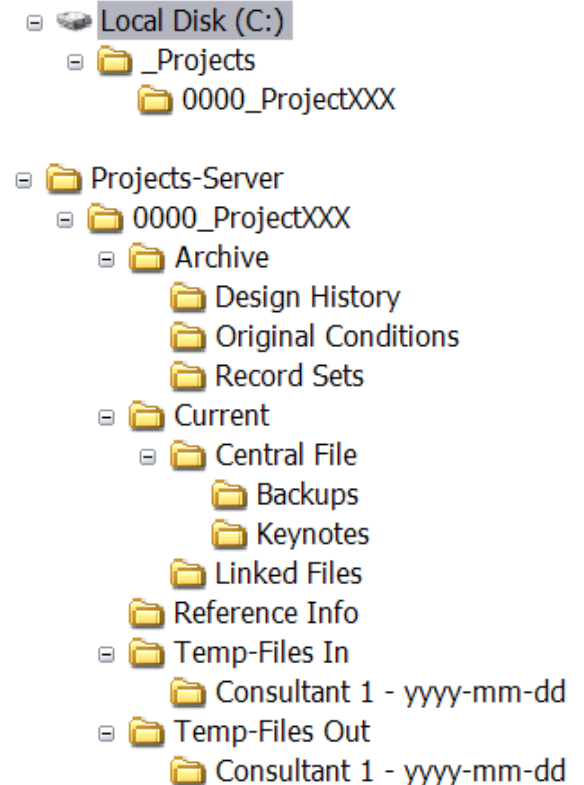 Local Disk (C:)
_Projects
0000_ProjectXXX
Projects-Server
0000_ProjectXXX
Archive
Design History
Original Conditions
Record Sets
Current
Central File
Backups
Keynotes
Linked Files
Reference Info
Temp-Files In
Consultant 1 - yyyy-mm-dd
Temp-Files Out
Consultant 1 - yyyy-mm-dd